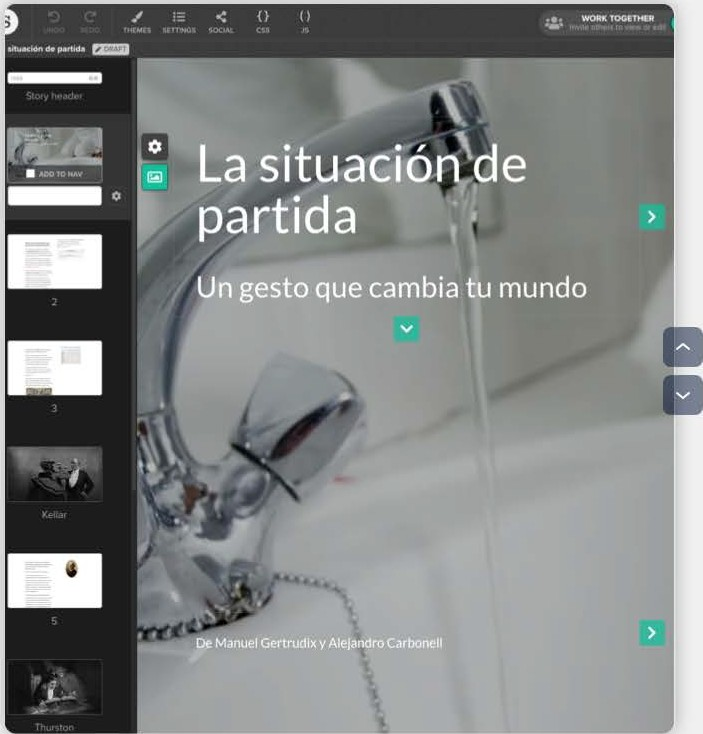 S
UNDO
REDO
THEMES
SETTINGS
SOCIAL
{} CSS
() JS
WORK TOGETHER
Invite others to view or edit
situación de partida
DRAFT
Story header
ADD TO NAV
2
3
Kellar
5
Thurston
La situación de
partida
Un gesto que cambia tu mundo
De Manuel Gertrudix y Alejandro Carbonell